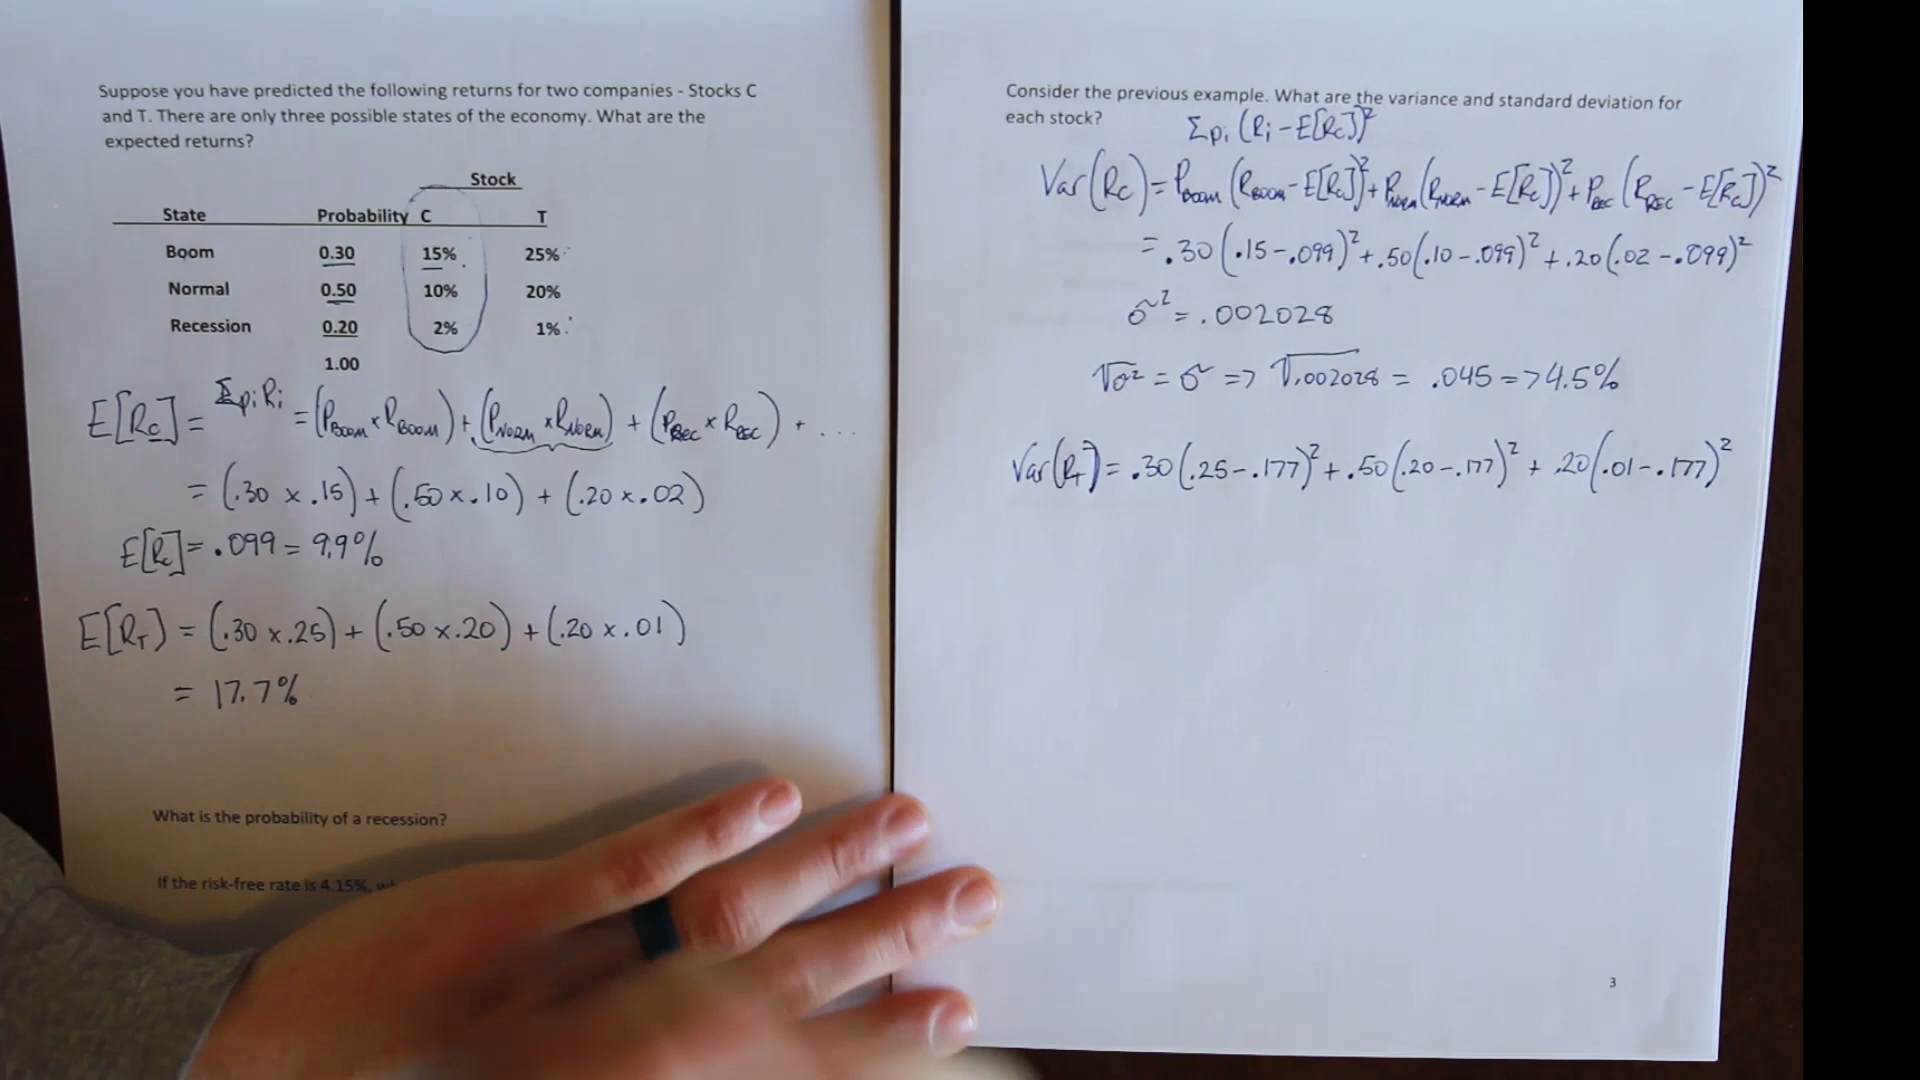 Suppose you have predicted the following returns for two companies - Stocks C
and T. There are only three possible states of the economy. What are the
expected returns?
Stock
State Probability C T
Boom 0.30 15% 25%
Normal 0.50 10% 20%
Recession 0.20 2% 1%
1.00
E[Rc] = Σpi Ri = (PBOOM × RBOOM) + (PNORM × RNORM) + (PREC × RREC) + ...
= (.30 × .15) + (.50 × .10) + (.20 × .02)
E[Rc] = .099 = 9.9%
E[RT) = (.30 × .25) + (.50 × .20) + (.20 × .01)
= 17.7%
What is the probability of a recession?
If the risk-free rate is 4.15%,
Consider the previous example. What are the variance and standard deviation for
each stock?
Σpi (Ri - E[Rc])²
Var(Rc) = PBOOM (RBOOM - E[Rc])² + PNORM (RNORM - E[Rc])² + PREC (RREC - E[Rc])²
= .30(.15 - .099)² + .50(.10 - .099)² + .20(.02 - .099)²
σ² = .002028
√σ² = σ => √.002028 = .045 => 4.5%
Var(RT) = .30(.25 - .177)² + .50(.20 - .177)² + .20(.01 - .177)²
3